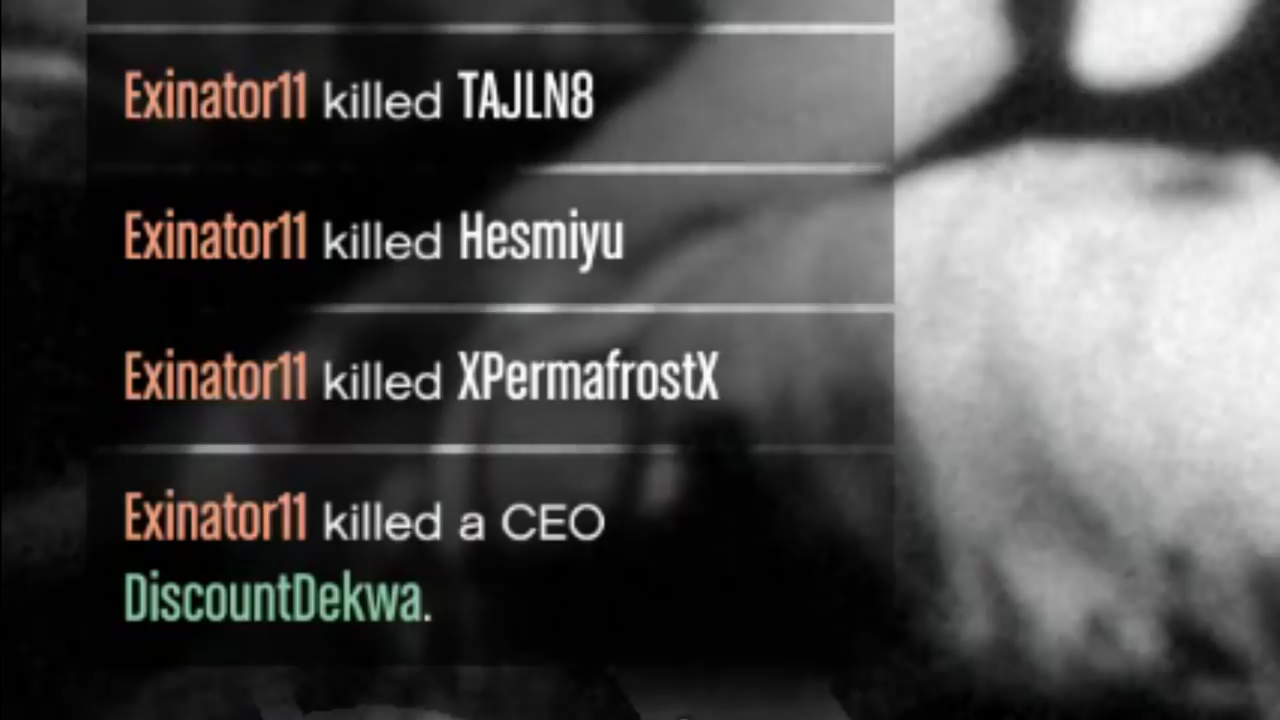 Exinator11 killed TAJLN8
Exinator11 killed Hesmiyu
Exinator11 killed XPermafrostX
Exinator11 killed a CEO
DiscountDekwa.